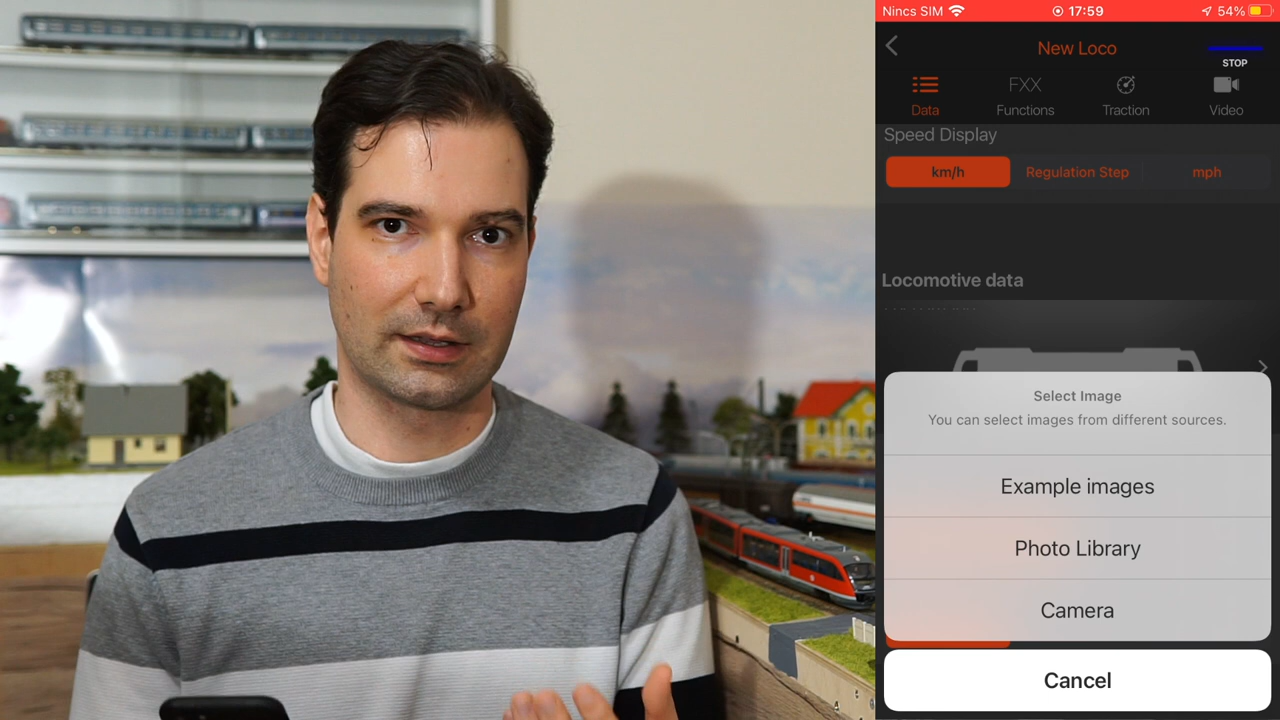 Nincs SIM 17:59 54%
New Loco
STOP
FXX
Data Functions Traction Video
Speed Display
km/h Regulation Step mph
Locomotive data
Select Image
You can select images from different sources.
Example images
Photo Library
Camera
Cancel